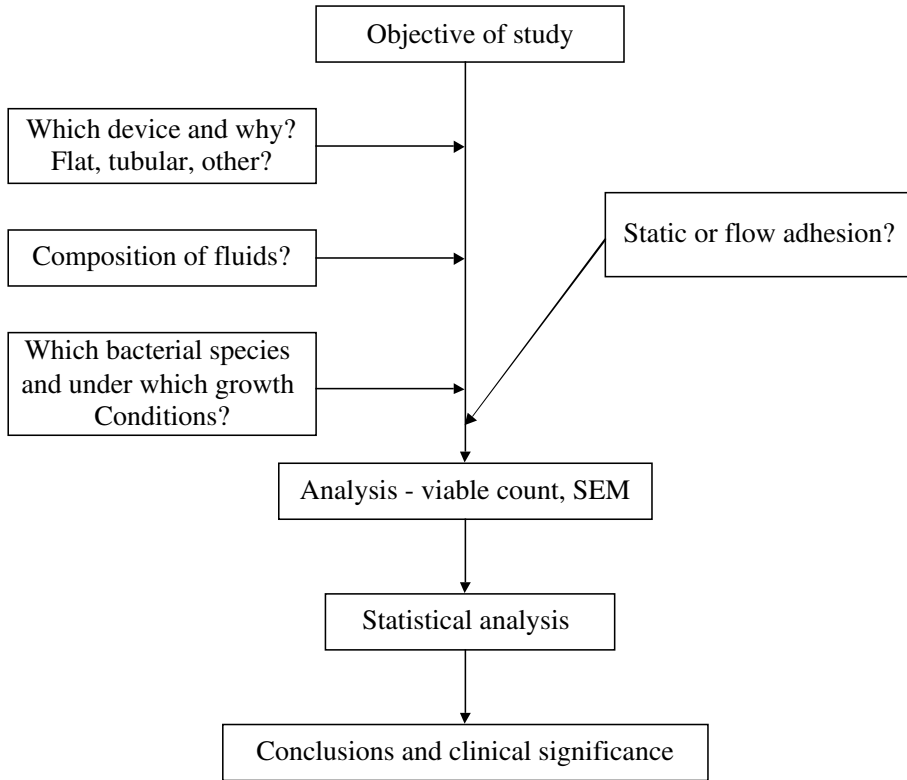 Objective of study
Which device and why?
Flat, tubular, other?
Static or flow adhesion?
Composition of fluids?
Which bacterial species
and under which growth
Conditions?
Analysis - viable count, SEM
Statistical analysis
Conclusions and clinical significance